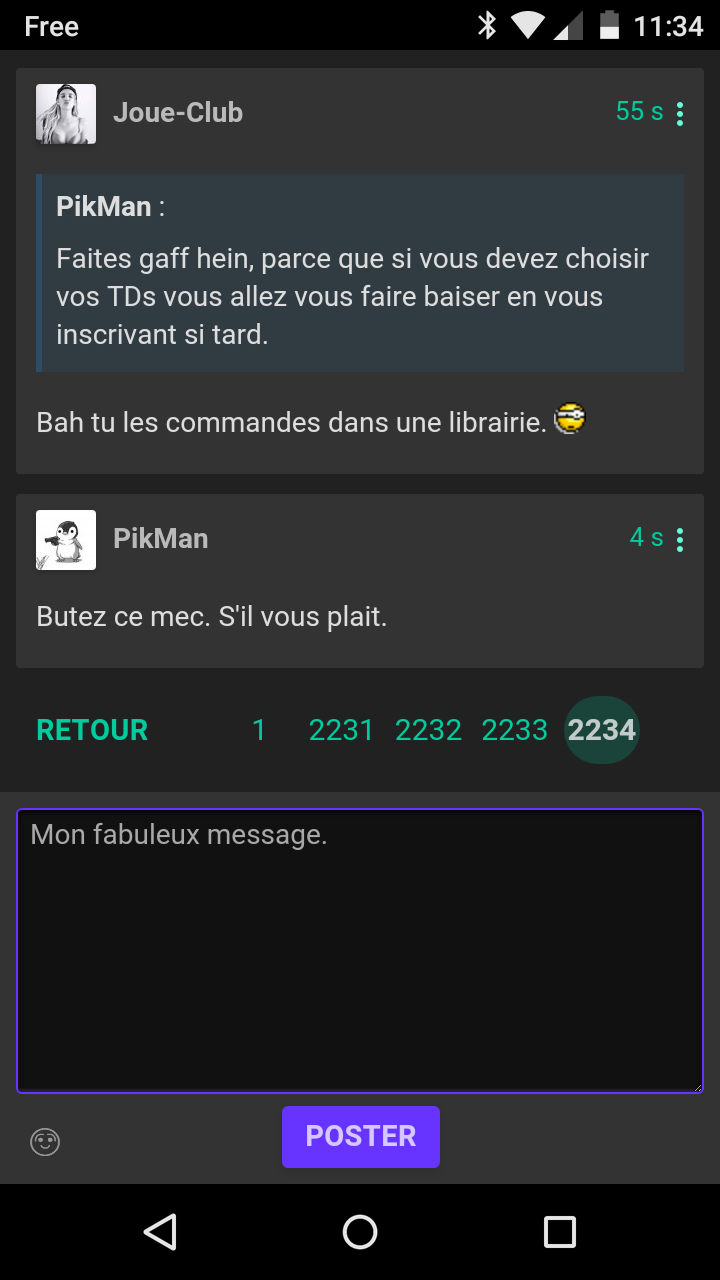 Free 11:34
Joue-Club 55 s
PikMan :
Faites gaff hein, parce que si vous devez choisir
vos TDs vous allez vous faire baiser en vous
inscrivant si tard.
Bah tu les commandes dans une librairie.
PikMan 4 s
Butez ce mec. S'il vous plait.
RETOUR 1 2231 2232 2233 2234
Mon fabuleux message.
POSTER